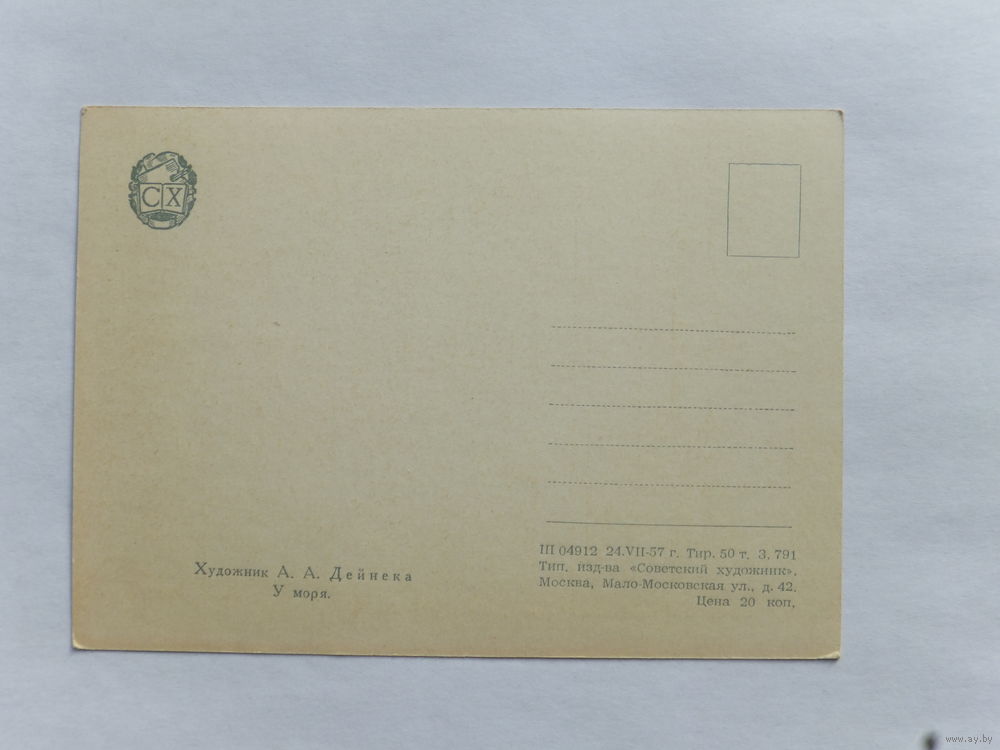 СХ
Художник А. А. Дейнека
У моря.
Ш 04912 24.VII-57 г. Тир. 50 т. З. 791
Тип. изд-ва «Советский художник».
Москва, Мало-Московская ул., д. 42.
Цена 20 коп.
www.ay.by